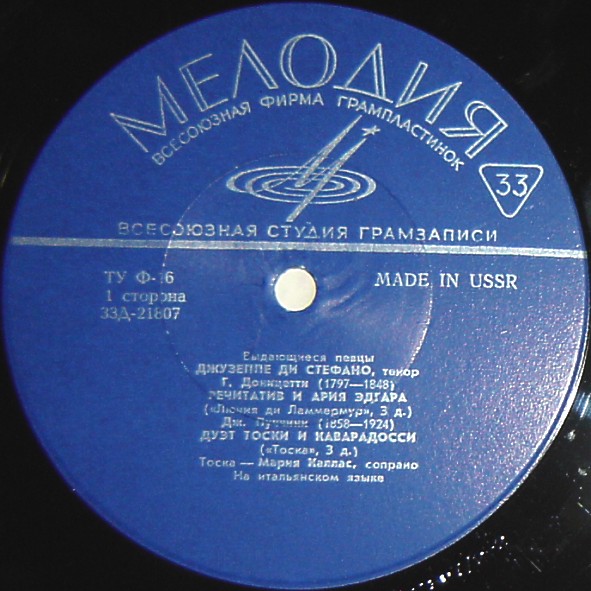 МЕЛОДИЯ
ВСЕСОЮЗНАЯ ФИРМА ГРАМПЛАСТИНОК
33
ВСЕСОЮЗНАЯ СТУДИЯ ГРАМЗАПИСИ
ТУ Ф-16
MADE IN USSR
1 сторона
33Д-21807
Выдающиеся певцы
ДЖУЗЕППЕ ДИ СТЕФАНО, тенор
Г. Доницетти (1797—1848)
РЕЧИТАТИВ И АРИЯ ЭДГАРА
(«Лючия ди Ламмермур», 3 д.)
Дж. Пуччини (1858—1924)
ДУЭТ ТОСКИ И КАВАРАДОССИ
(«Тоска», 3 д.)
Тоска — Мария Каллас, сопрано
На итальянском языке